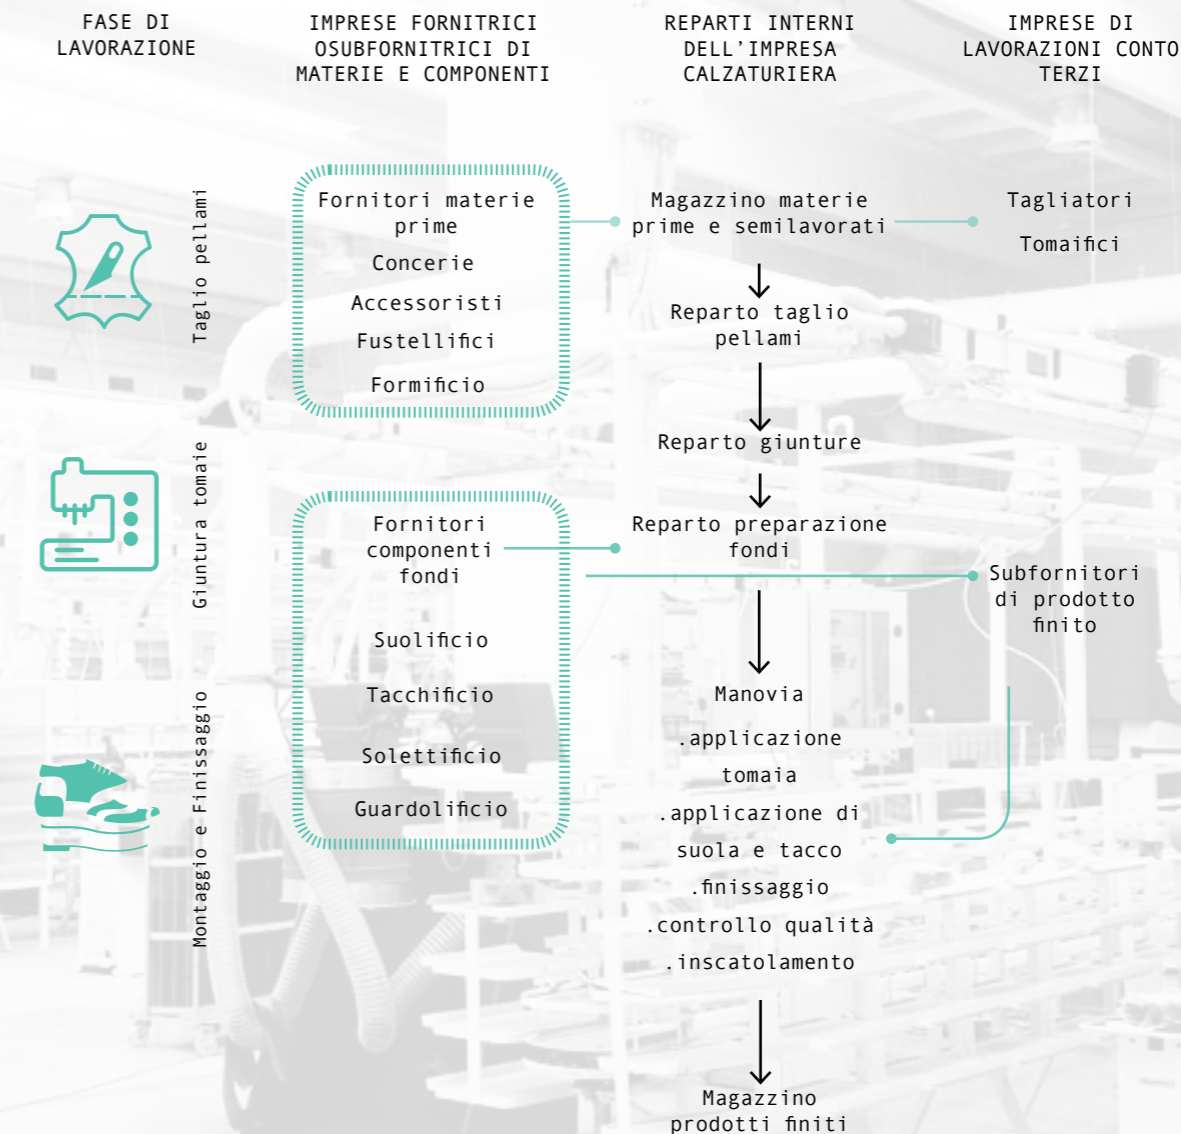 FASE DI
LAVORAZIONE
IMPRESE FORNITRICI
OSUBFORNITRICI DI
MATERIE E COMPONENTI
REPARTI INTERNI
DELL'IMPRESA
CALZATURIERA
IMPRESE DI
LAVORAZIONI CONTO
TERZI
Taglio pellami
Fornitori materie
prime
Concerie
Accessoristi
Fustellifici
Formificio
Magazzino materie
prime e semilavorati
Tagliatori
Tomaifici
Reparto taglio
pellami
Reparto giunture
Giuntura tomaie
Fornitori
componenti
fondi
Suolificio
Tacchificio
Solettificio
Guardolificio
Reparto preparazione
fondi
Subfornitori
di prodotto
finito
Montaggio e Finissaggio
Manovia
.applicazione
tomaia
.applicazione di
suola e tacco
.finissaggio
.controllo qualità
.inscatolamento
Magazzino
prodotti finiti